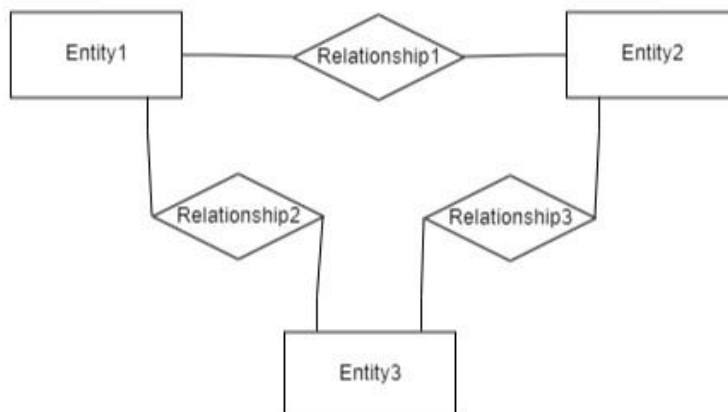 Entity1
Relationship1
Entity2
Relationship2
Relationship3
Entity3